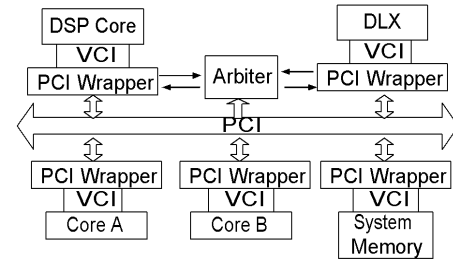 DSP Core
VCI
PCI Wrapper
Arbiter
DLX
VCI
PCI Wrapper
PCI
PCI Wrapper
VCI
Core A
PCI Wrapper
VCI
Core B
PCI Wrapper
VCI
System
Memory